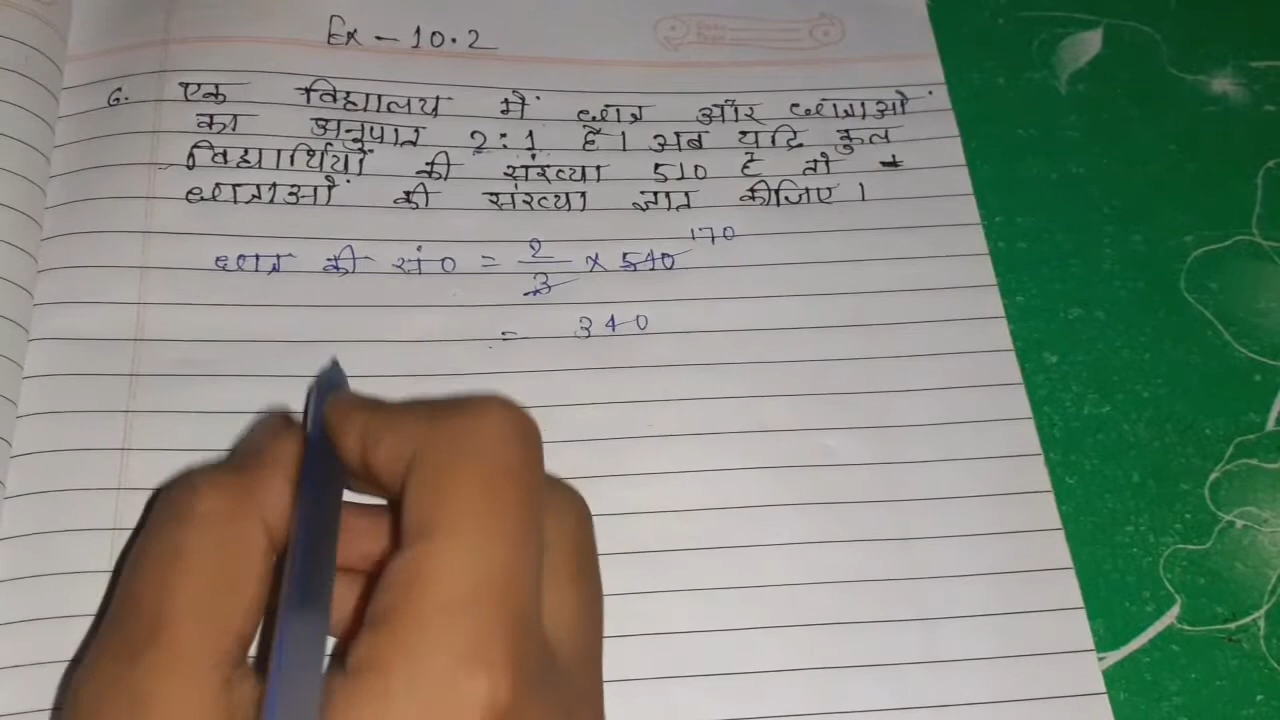 Ex - 10.2
6. एक विद्यालय में छात्र और छात्राओं
का अनुपात 2:1 है। अब यदि कुल
विद्यार्थियों की संख्या 510 है तो
छात्राओं की संख्या ज्ञात कीजिए।
छात्र की सं० = 2/3 × 510 170
= 340